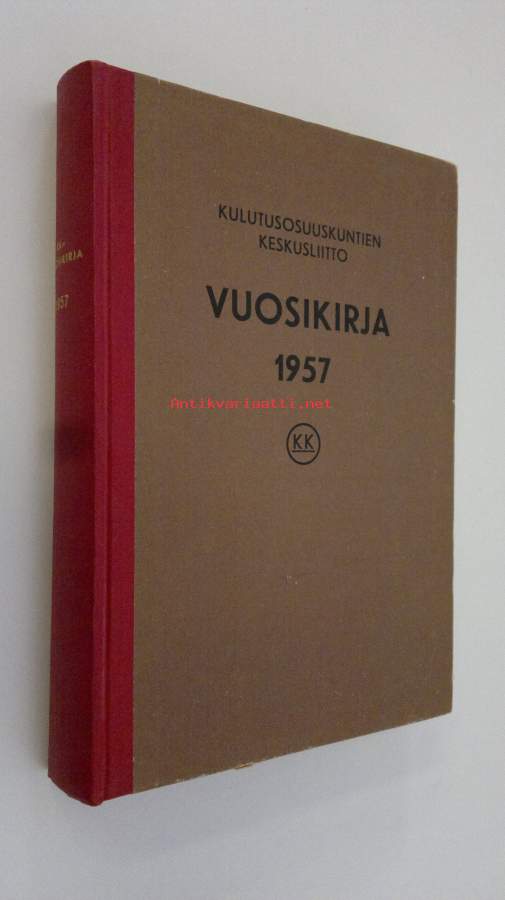 KULUTUSOSUUSKUNTIEN
KESKUSLIITTO
VUOSIKIRJA
1957
Antikvariaatti.net
KK
1957